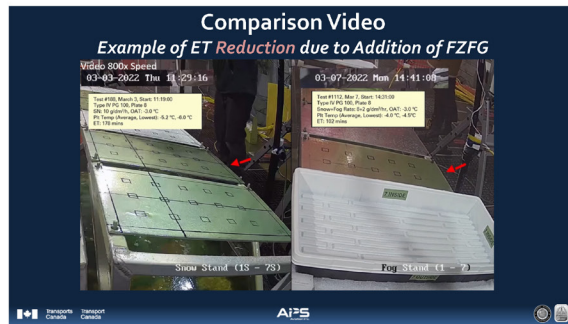 Comparison Video
Example of ET Reduction due to Addition of FZFG
Video 800x Speed
03-03-2022 Thu 11:29:16
Test #188, March 3, Start: 11:19:00
Type IV PG 100, Plate 8
SN: 10 g/dm²/h, OAT: -3.0 °C
Plt Temp (Average, Lowest): -5.2 °C, -6.0 °C
ET: 178 mins
Snow Stand (1S - 7S)
03-07-2022 Mon 14:41:08
Test #1112, Mar 7, Start: 14:31:00
Type IV PG 100, Plate 8
Snow+Fog Rate: 8+2 g/dm²/hr, OAT: -3.0 °C
Plt Temp (Average, Lowest): -4.0 °C, -4.5°C
ET: 102 mins
Fog Stand (1 - 7)
Transports Canada
Transport Canada
APS